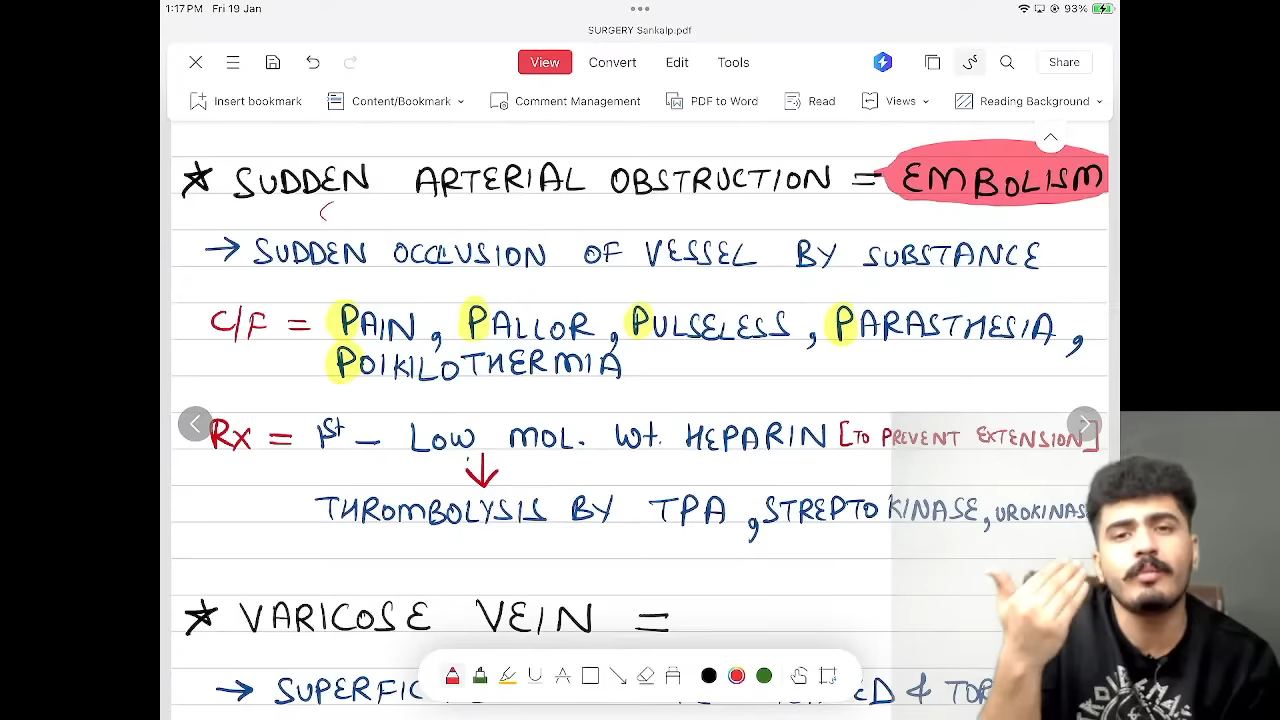 1:17 PM Fri 19 Jan
93%
SURGERY Sankalp.pdf
View Convert Edit Tools Share
Insert bookmark Content/Bookmark Comment Management PDF to Word Read Views Reading Background
★ SUDDEN ARTERIAL OBSTRUCTION = EMBOLISM
→ SUDDEN OCCLUSION OF VESSEL BY SUBSTANCE
C/F = PAIN, PALLOR, PULSELESS, PARASTHESIA,
POIKILOTHERMIA
Rx = 1st - LOW MOL. Wt. HEPARIN [TO PREVENT EXTENSION]
↓
THROMBOLYSIS BY TPA, STREPTOKINASE, UROKINAS
★ VARICOSE VEIN =
→ SUPERFIC ED & TOR